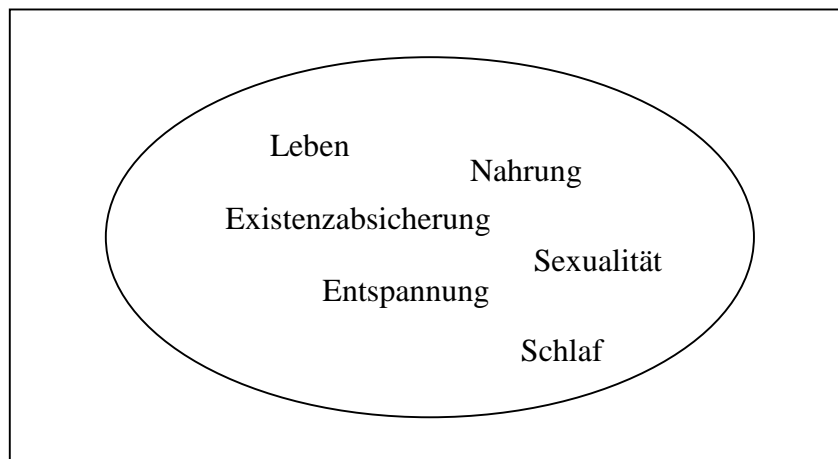 Leben
Nahrung
Existenzabsicherung
Sexualität
Entspannung
Schlaf